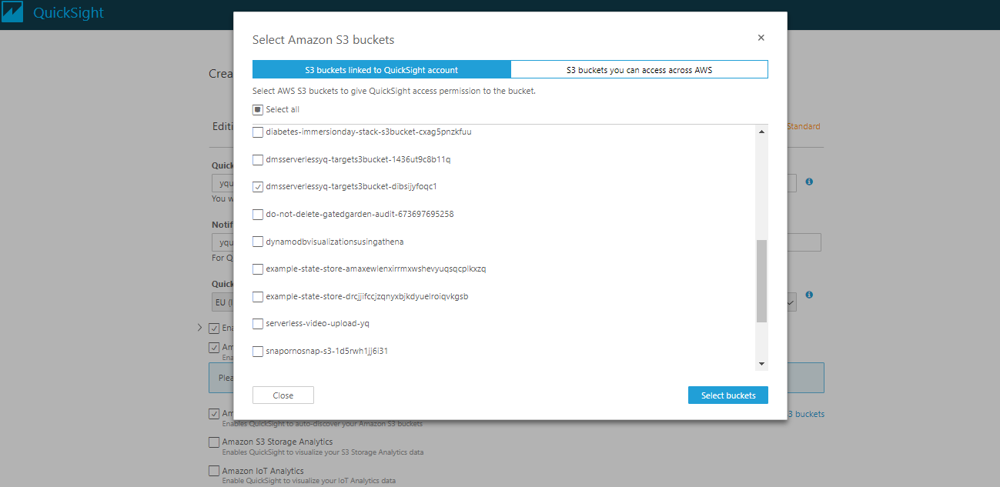 QuickSight
Select Amazon S3 buckets
S3 buckets linked to QuickSight account
S3 buckets you can access across AWS
Select AWS S3 buckets to give QuickSight access permission to the bucket.
Select all
diabetes-immersionday-stack-s3bucket-cxag5pnzkfuu
dmsserverlessyq-targets3bucket-1436ut9c8b11q
dmsserverlessyq-targets3bucket-dibsijyfoqc1
do-not-delete-gatedgarden-audit-673697695258
dynamodbvisualizationsusingathena
example-state-store-amaxewlenxirrmxwshevyuqsqcplkxzq
example-state-store-drcjjifccjzqnyxbjkdyuelroiqvkgsb
serverless-video-upload-yq
snapornosnap-s3-1d5rwh1jj6i31
Close
Select buckets
Crea
Editi
Standard
Quick
yqu
You w
Notif
yqu
For Q
Quick
EU (I
Ena
Am
Ena
Plea
Am
3 buckets
Enables QuickSight to auto-discover your Amazon S3 buckets
Amazon S3 Storage Analytics
Enables QuickSight to visualize your S3 Storage Analytics data
Amazon IoT Analytics
Enable QuickSight to visualize your IoT Analytics data